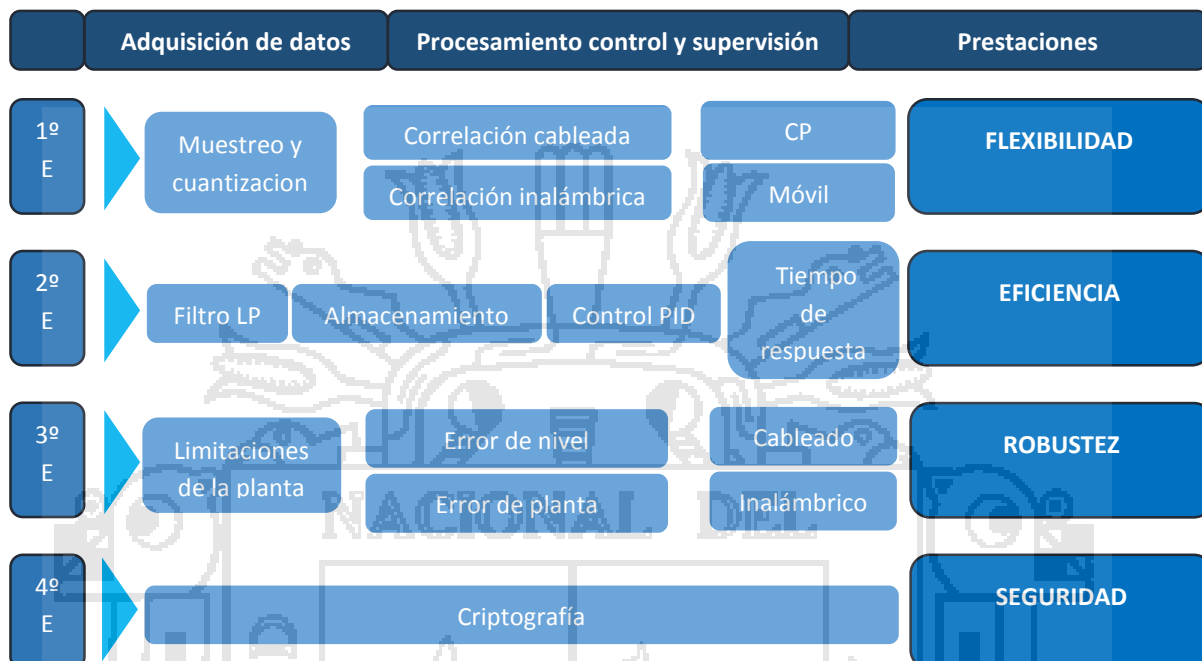 Adquisición de datos
Procesamiento control y supervisión
Prestaciones
1º
E
Muestreo y
cuantizacion
Correlación cableada
Correlación inalámbrica
CP
Móvil
FLEXIBILIDAD
2º
E
Filtro LP
Almacenamiento
Control PID
Tiempo
de
respuesta
EFICIENCIA
3º
E
Limitaciones
de la planta
Error de nivel
Error de planta
Cableado
Inalámbrico
ROBUSTEZ
NACIONAL DEL
4º
E
Criptografía
SEGURIDAD